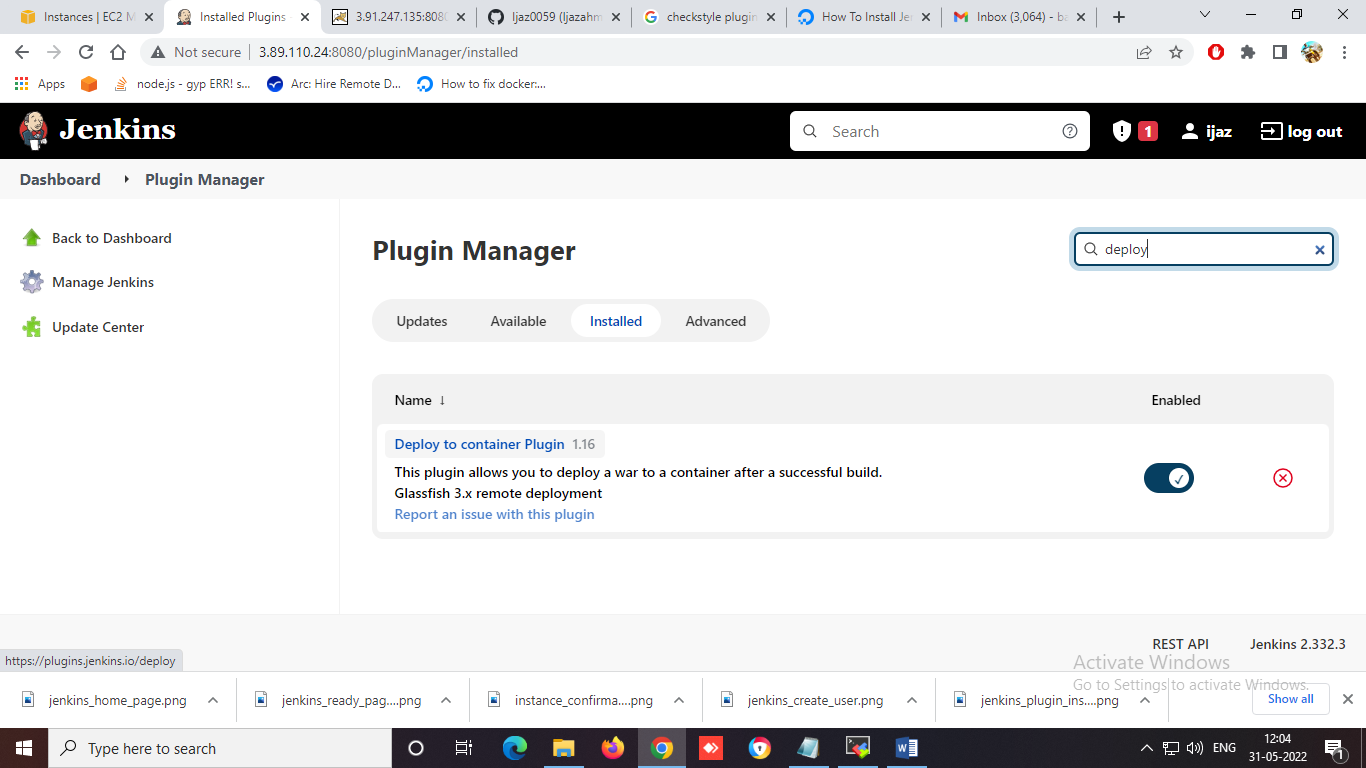 Instances | EC2 M
Installed Plugins -
3.91.247.135:8080
Ijaz0059 (Ijazahm
checkstyle plugin
How To Install Je
Inbox (3,064) - ba
Not secure
3.89.110.24:8080/pluginManager/installed
Apps
node.js - gyp ERR! s...
Arc: Hire Remote D...
How to fix docker:...
Jenkins
Search
1
ijaz
log out
Dashboard
Plugin Manager
Back to Dashboard
Manage Jenkins
Update Center
Plugin Manager
deploy
Updates
Available
Installed
Advanced
Name ↓
Enabled
Deploy to container Plugin 1.16
This plugin allows you to deploy a war to a container after a successful build.
Glassfish 3.x remote deployment
Report an issue with this plugin
REST API
Jenkins 2.332.3
https://plugins.jenkins.io/deploy
Activate Windows
Go to Settings to activate Windows.
jenkins_home_page.png
jenkins_ready_pag....png
instance_confirma....png
jenkins_create_user.png
jenkins_plugin_ins....png
Show all
Type here to search
ENG
12:04
31-05-2022
1